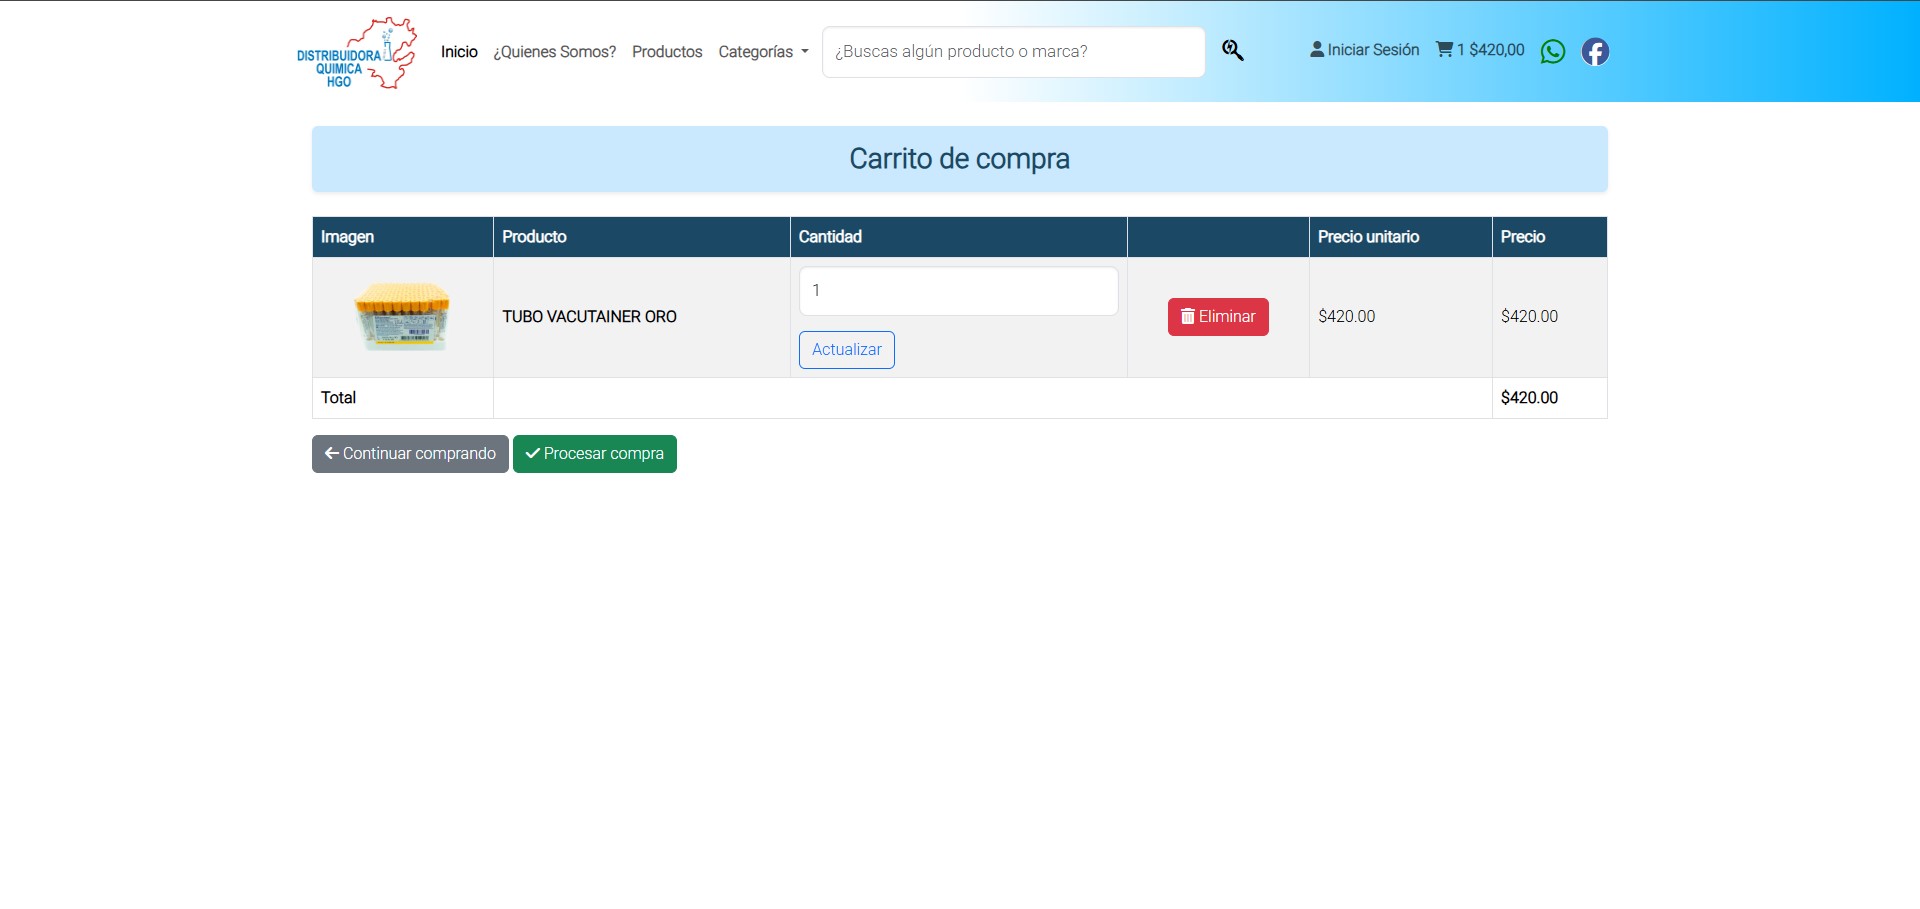 DISTRIBUIDORA
QUIMICA
HGO
Inicio ¿Quienes Somos? Productos Categorías ¿Buscas algún producto o marca? Iniciar Sesión 1 $420,00
Carrito de compra
Imagen Producto Cantidad Precio unitario Precio
1
TUBO VACUTAINER ORO Eliminar $420.00 $420.00
Actualizar
Total $420.00
Continuar comprando Procesar compra